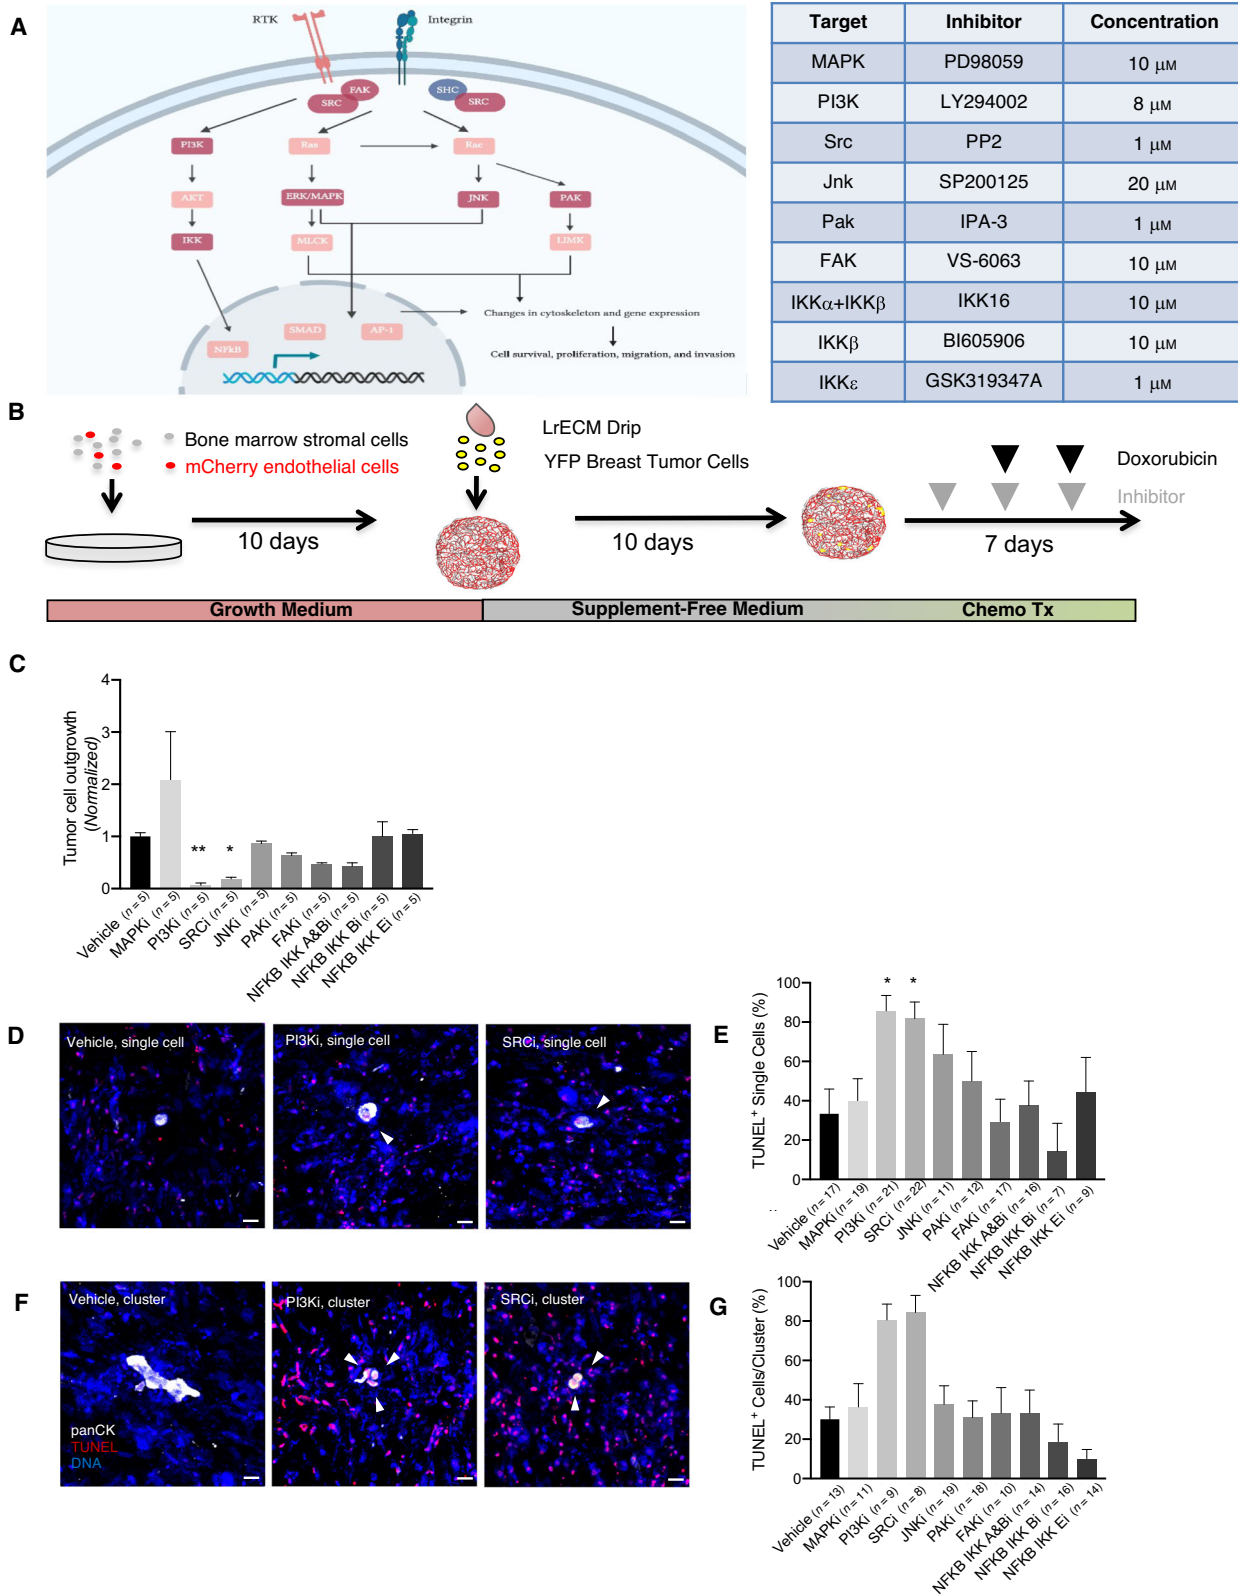 A
RTK
Integrin
FAK
SRC
SHC
SRC
PI3K
Ras
Rac
AKT
ERK/MAPK
JNK
PAK
IKK
MLCK
LIMK
SMAD
AP-1
NFkB
Changes in cytoskeleton and gene expression
Cell survival, proliferation, migration, and invasion
Target Inhibitor Concentration
MAPK PD98059 10 μM
PI3K LY294002 8 μM
Src PP2 1 μM
Jnk SP200125 20 μM
Pak IPA-3 1 μM
FAK VS-6063 10 μM
IKKα+IKKβ IKK16 10 μM
IKKβ BI605906 10 μM
IKKε GSK319347A 1 μM
B
Bone marrow stromal cells
mCherry endothelial cells
LrECM Drip
YFP Breast Tumor Cells
Doxorubicin
Inhibitor
10 days
10 days
7 days
Growth Medium
Supplement-Free Medium
Chemo Tx
C
Tumor cell outgrowth
(Normalized)
4
3
2
1
0
**
*
Vehicle (n = 5)
MAPKi (n = 5)
PI3Ki (n = 5)
SRCi (n = 5)
JNKi (n = 5)
PAKi (n = 5)
FAKi (n = 5)
NFKB IKK A&Bi (n = 5)
NFKB IKK Bi (n = 5)
NFKB IKK Ei (n = 5)
D
Vehicle, single cell
PI3Ki, single cell
SRCi, single cell
E
TUNEL+ Single Cells (%)
100
80
60
40
20
0
*
*
Vehicle (n = 17)
MAPKi (n = 19)
PI3Ki (n = 21)
SRCi (n = 22)
JNKi (n = 11)
PAKi (n = 12)
FAKi (n = 17)
NFKB IKK A&Bi (n = 16)
NFKB IKK Bi (n = 7)
NFKB IKK Ei (n = 9)
F
Vehicle, cluster
PI3Ki, cluster
SRCi, cluster
panCK
TUNEL
DNA
G
TUNEL+ Cells/Cluster (%)
100
80
60
40
20
0
Vehicle (n = 13)
MAPKi (n = 11)
PI3Ki (n = 9)
SRCi (n = 8)
JNKi (n = 19)
PAKi (n = 18)
FAKi (n = 10)
NFKB IKK A&Bi (n = 14)
NFKB IKK Bi (n = 16)
NFKB IKK Ei (n = 14)